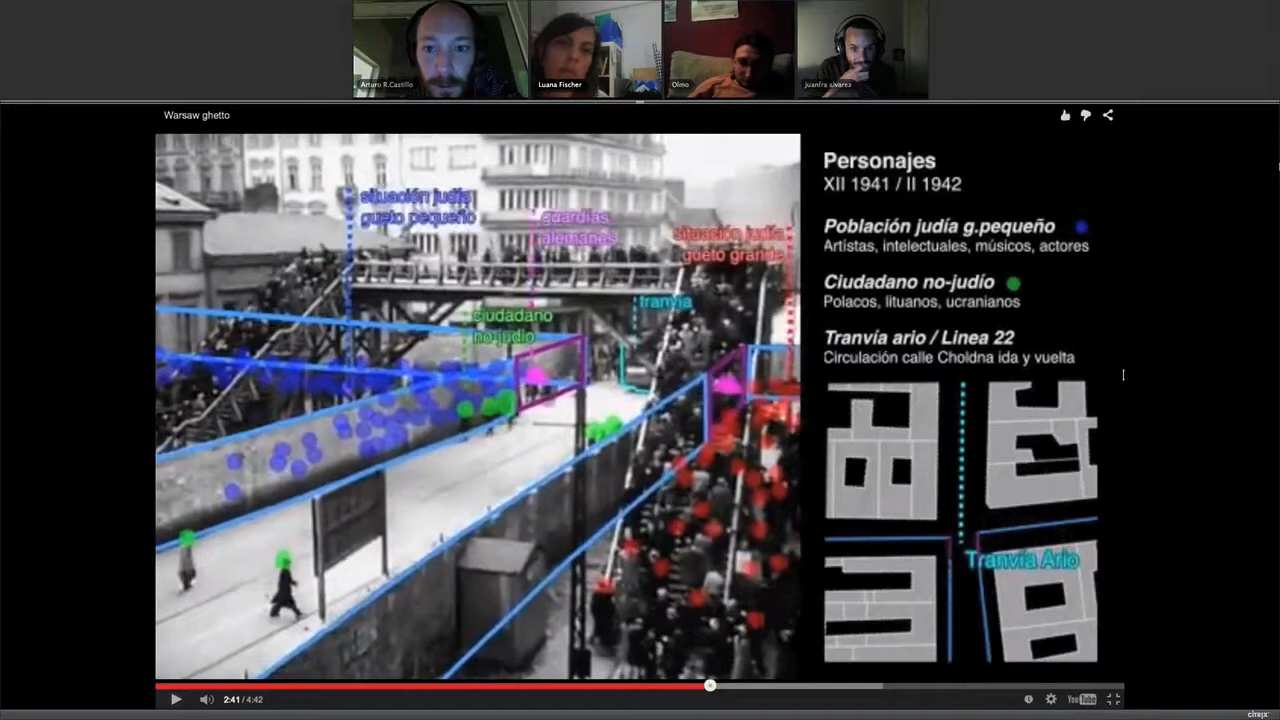 Arturo R.Castillo
Luana Fischer
Olmo
juanfra alvarez
Warsaw ghetto
situación judía
gueto pequeño
guardias
alemanes
situación judía
gueto grande
tranvía
ciudadano
no-judío
Personajes
XII 1941 / II 1942
Población judía g.pequeño
Artistas, intelectuales, músicos, actores
Ciudadano no-judío
Polacos, lituanos, ucranianos
Tranvía ario / Linea 22
Circulación calle Choldna ida y vuelta
Tranvía Ario
2:41 / 4:42
YouTube
CITRIX